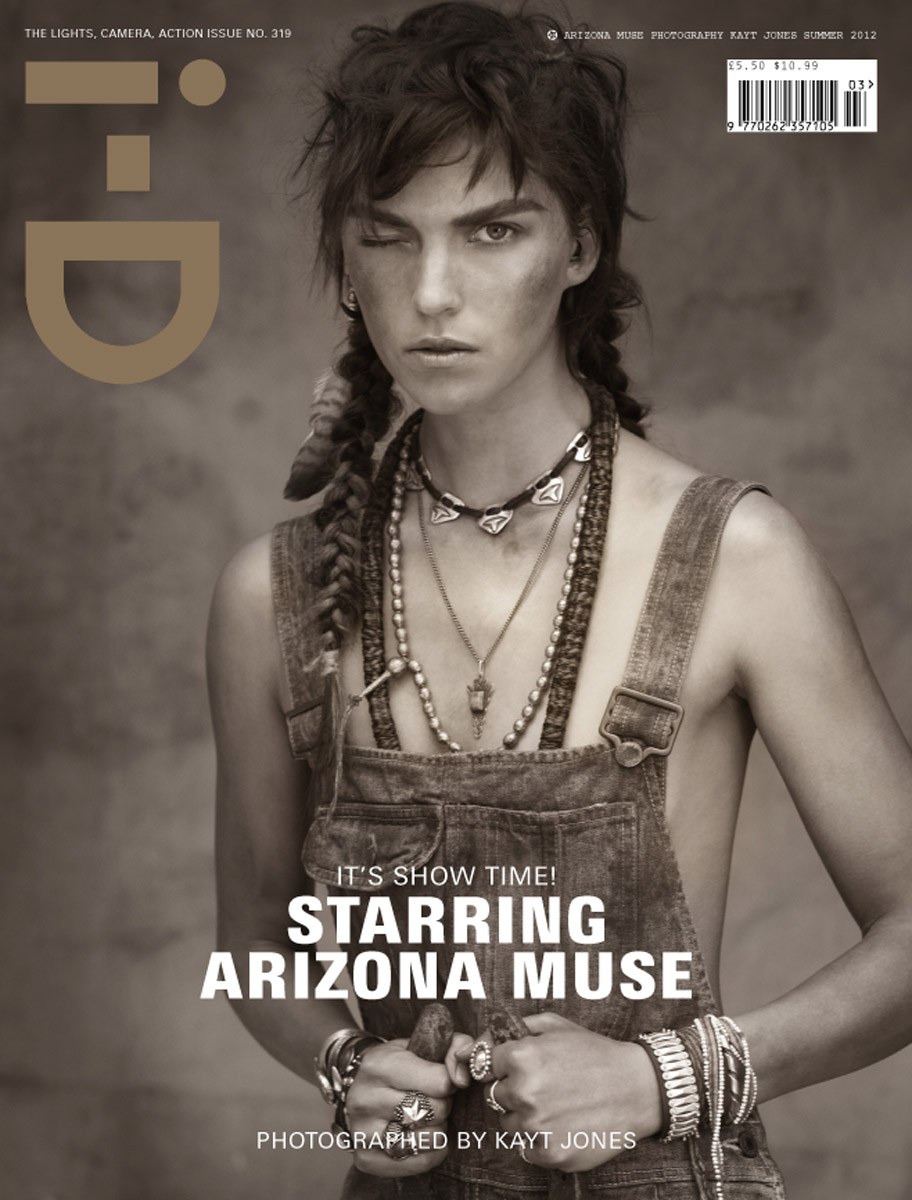 THE LIGHTS, CAMERA, ACTION ISSUE NO. 319
ARIZONA MUSE PHOTOGRAPHY KAYT JONES SUMMER 2012
£5.50 $10.99
03>
9 770262 357105
i-D
IT'S SHOW TIME!
STARRING
ARIZONA MUSE
PHOTOGRAPHED BY KAYT JONES